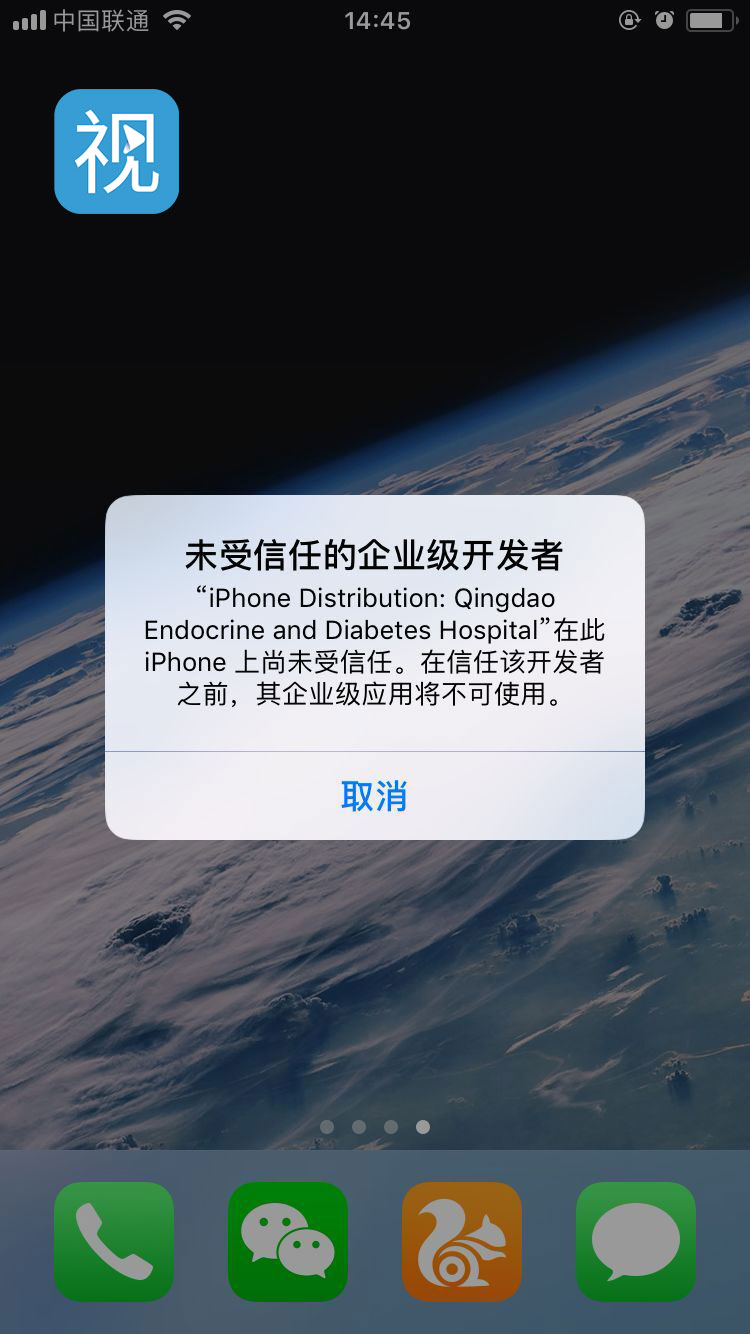 中国联通
14:45
视
未受信任的企业级开发者
“iPhone Distribution: Qingdao
Endocrine and Diabetes Hospital”在此
iPhone 上尚未受信任。在信任该开发者
之前，其企业级应用将不可使用。
取消